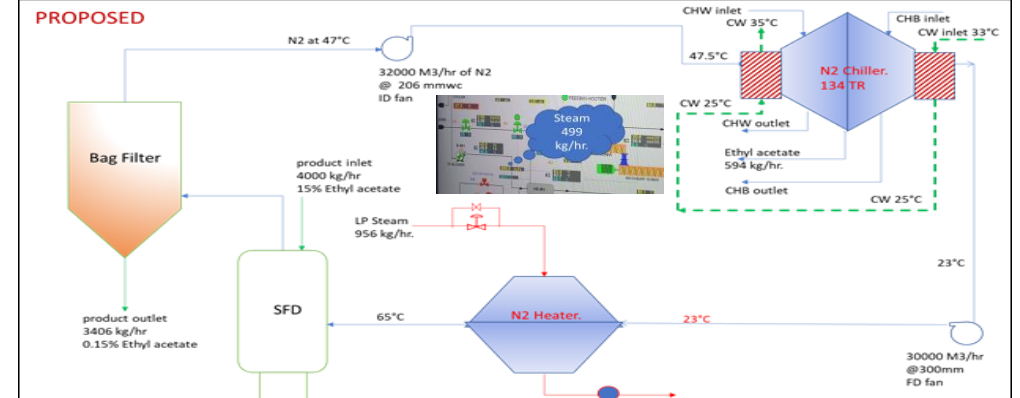 PROPOSED
N2 at 47°C
32000 M3/hr of N2
@ 206 mmwc
ID fan
47.5°C
CHW inlet
CW 35°C
CHB inlet
CW inlet 33°C
N2 Chiller.
134 TR
CW 25°C
CHW outlet
Ethyl acetate
594 kg/hr.
CHB outlet
CW 25°C
Steam
499
kg/hr.
Bag Filter
product inlet
4000 kg/hr
15% Ethyl acetate
LP Steam
956 kg/hr.
23°C
SFD
65°C
N2 Heater.
23°C
product outlet
3406 kg/hr
0.15% Ethyl acetate
30000 M3/hr
@300mm
FD fan